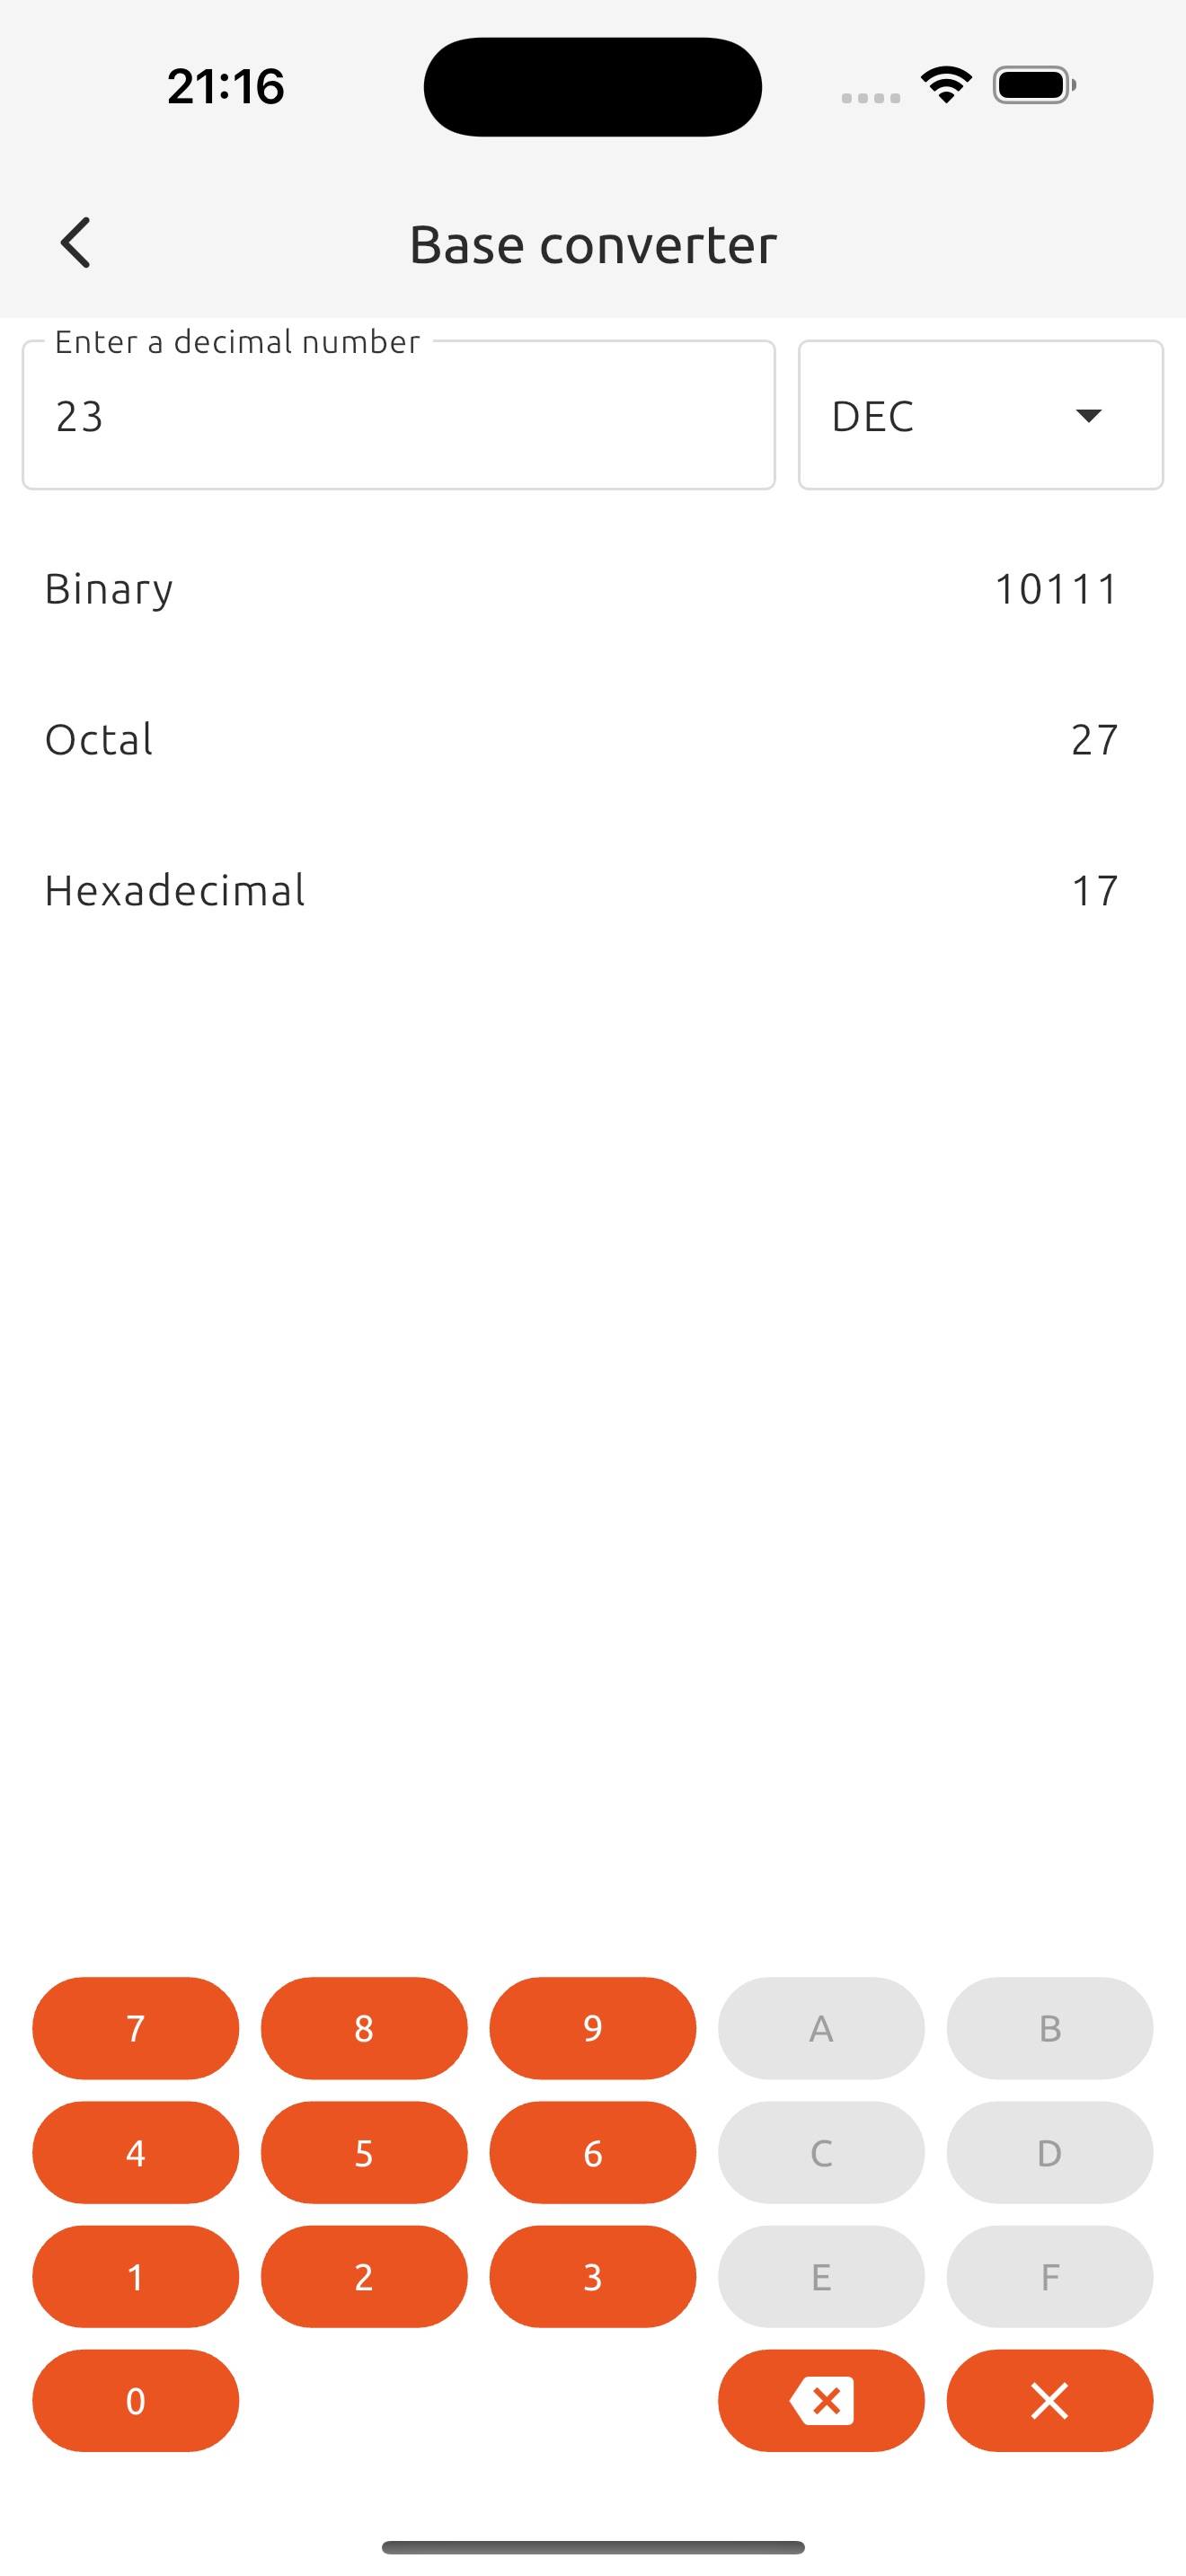 21:16
Base converter
Enter a decimal number
23
DEC
Binary 10111
Octal 27
Hexadecimal 17
7 8 9 A B
4 5 6 C D
1 2 3 E F
0